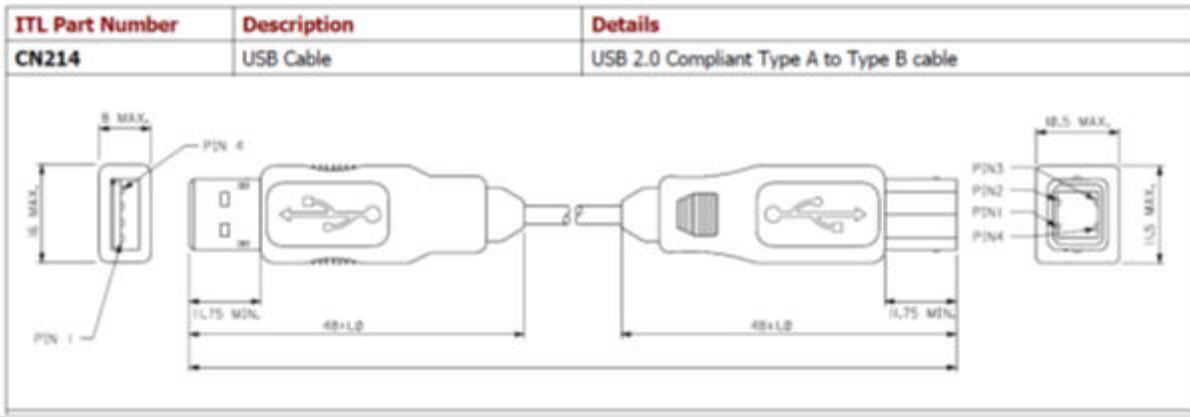 ITL Part Number Description Details
CN214 USB Cable USB 2.0 Compliant Type A to Type B cable
8 MAX.
PIN 4
16 MAX.
PIN 1
11.75 MIN.
48±1.0
48±1.0
11.75 MIN.
10.5 MAX.
PIN3
PIN2
PIN1
PIN4
11.5 MAX.